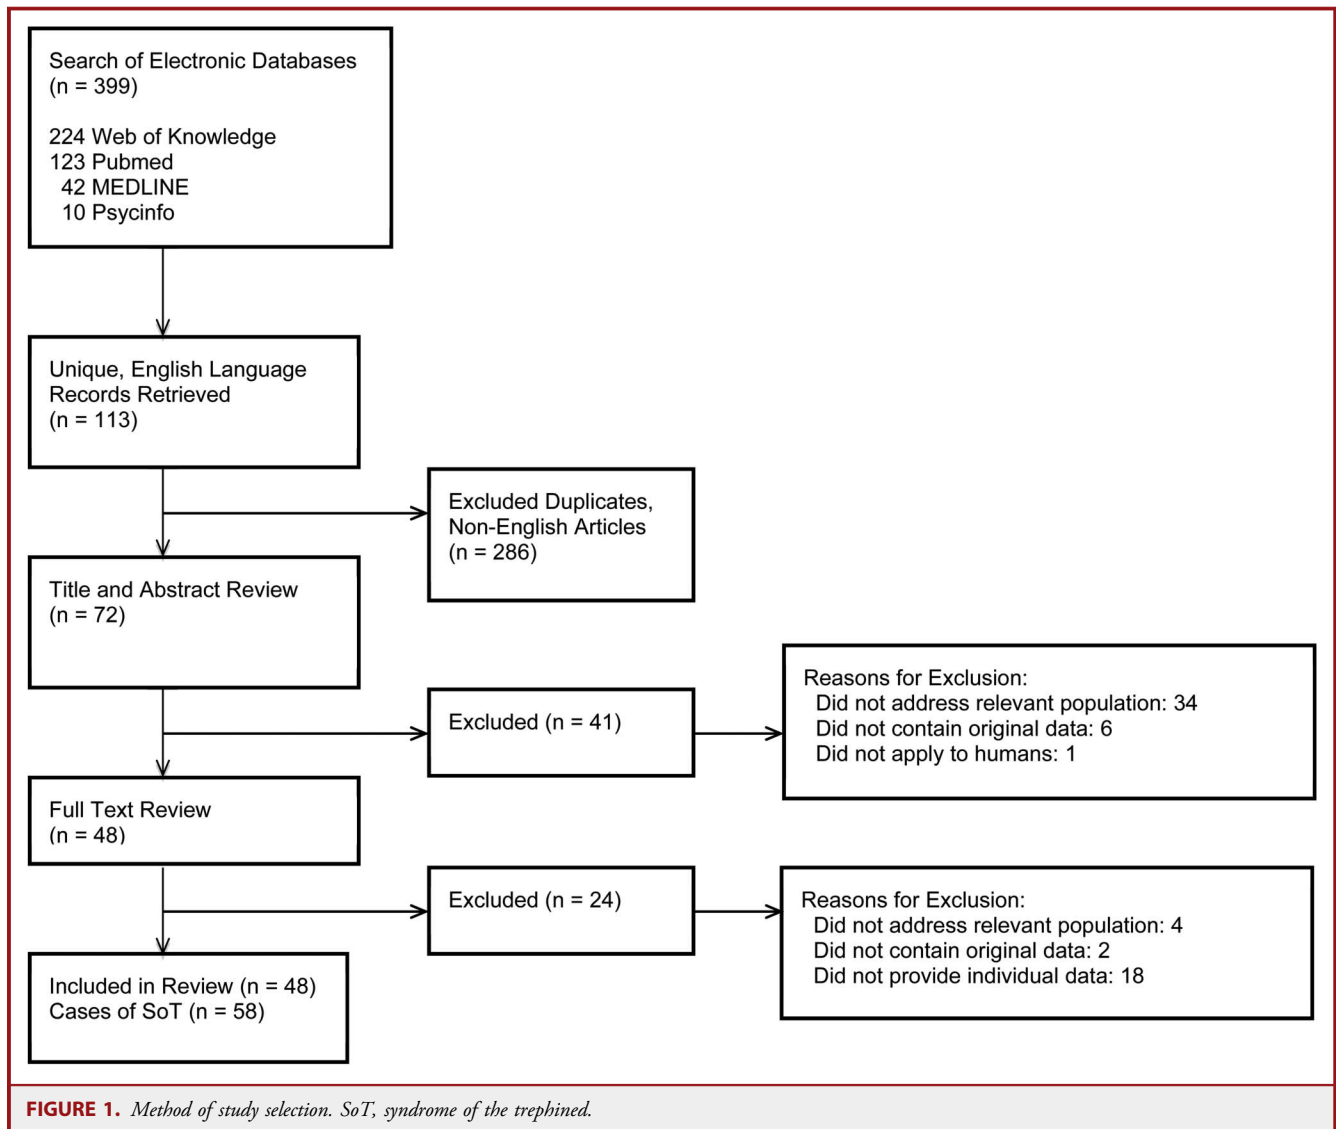 Search of Electronic Databases
(n = 399)
224 Web of Knowledge
123 Pubmed
42 MEDLINE
10 Psycinfo
Unique, English Language
Records Retrieved
(n = 113)
Excluded Duplicates,
Non-English Articles
(n = 286)
Title and Abstract Review
(n = 72)
Excluded (n = 41)
Reasons for Exclusion:
Did not address relevant population: 34
Did not contain original data: 6
Did not apply to humans: 1
Full Text Review
(n = 48)
Excluded (n = 24)
Reasons for Exclusion:
Did not address relevant population: 4
Did not contain original data: 2
Did not provide individual data: 18
Included in Review (n = 48)
Cases of SoT (n = 58)
FIGURE 1. Method of study selection. SoT, syndrome of the trephined.